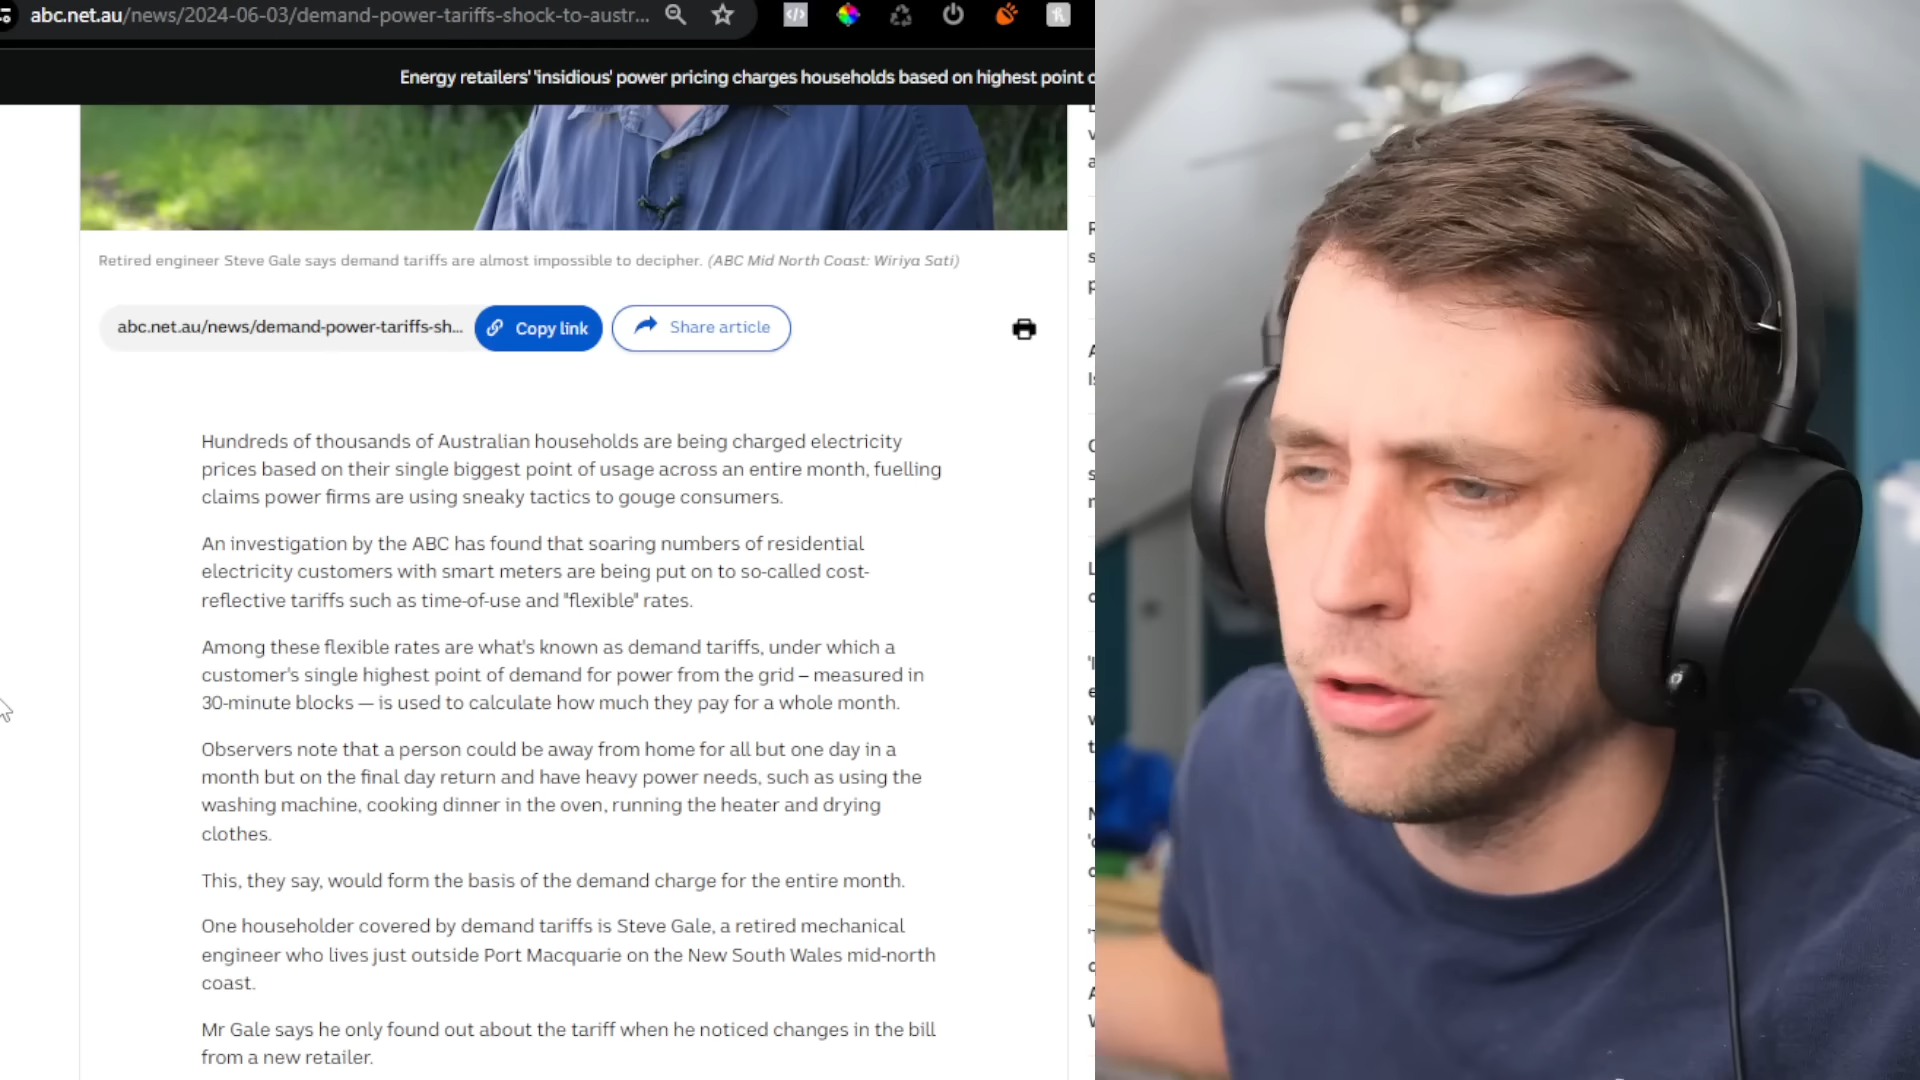 abc.net.au/news/2024-06-03/demand-power-tariffs-shock-to-austr...
Energy retailers' 'insidious' power pricing charges households based on highest point
Retired engineer Steve Gale says demand tariffs are almost impossible to decipher. (ABC Mid North Coast: Wiriya Sati)
abc.net.au/news/demand-power-tariffs-sh...
Copy link
Share article
Hundreds of thousands of Australian households are being charged electricity
prices based on their single biggest point of usage across an entire month, fuelling
claims power firms are using sneaky tactics to gouge consumers.
An investigation by the ABC has found that soaring numbers of residential
electricity customers with smart meters are being put on to so-called cost-
reflective tariffs such as time-of-use and "flexible" rates.
Among these flexible rates are what's known as demand tariffs, under which a
customer's single highest point of demand for power from the grid – measured in
30-minute blocks — is used to calculate how much they pay for a whole month.
Observers note that a person could be away from home for all but one day in a
month but on the final day return and have heavy power needs, such as using the
washing machine, cooking dinner in the oven, running the heater and drying
clothes.
This, they say, would form the basis of the demand charge for the entire month.
One householder covered by demand tariffs is Steve Gale, a retired mechanical
engineer who lives just outside Port Macquarie on the New South Wales mid-north
coast.
Mr Gale says he only found out about the tariff when he noticed changes in the bill
from a new retailer.